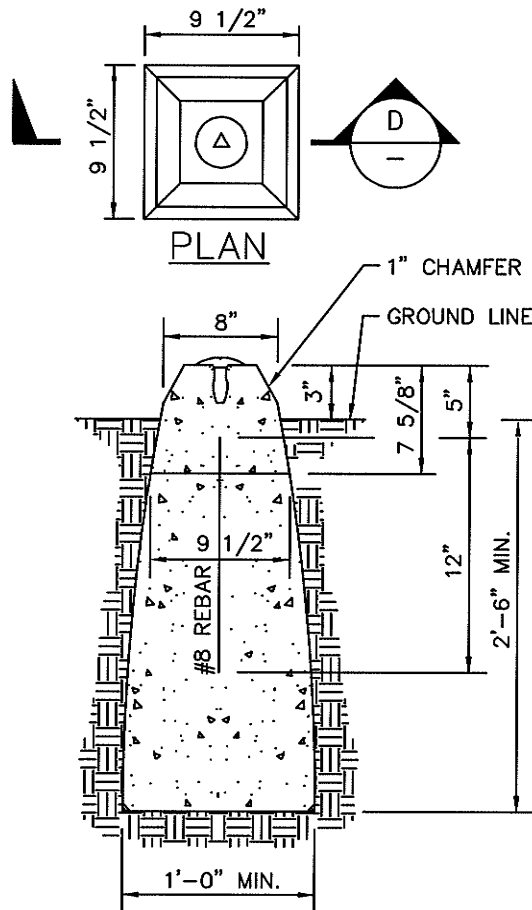 9 1/2”
9 1/2”
D
–
PLAN
1” CHAMFER
GROUND LINE
8”
3”
7 5/8”
5”
9 1/2”
#8 REBAR
12”
2’-6” MIN.
1’-0” MIN.